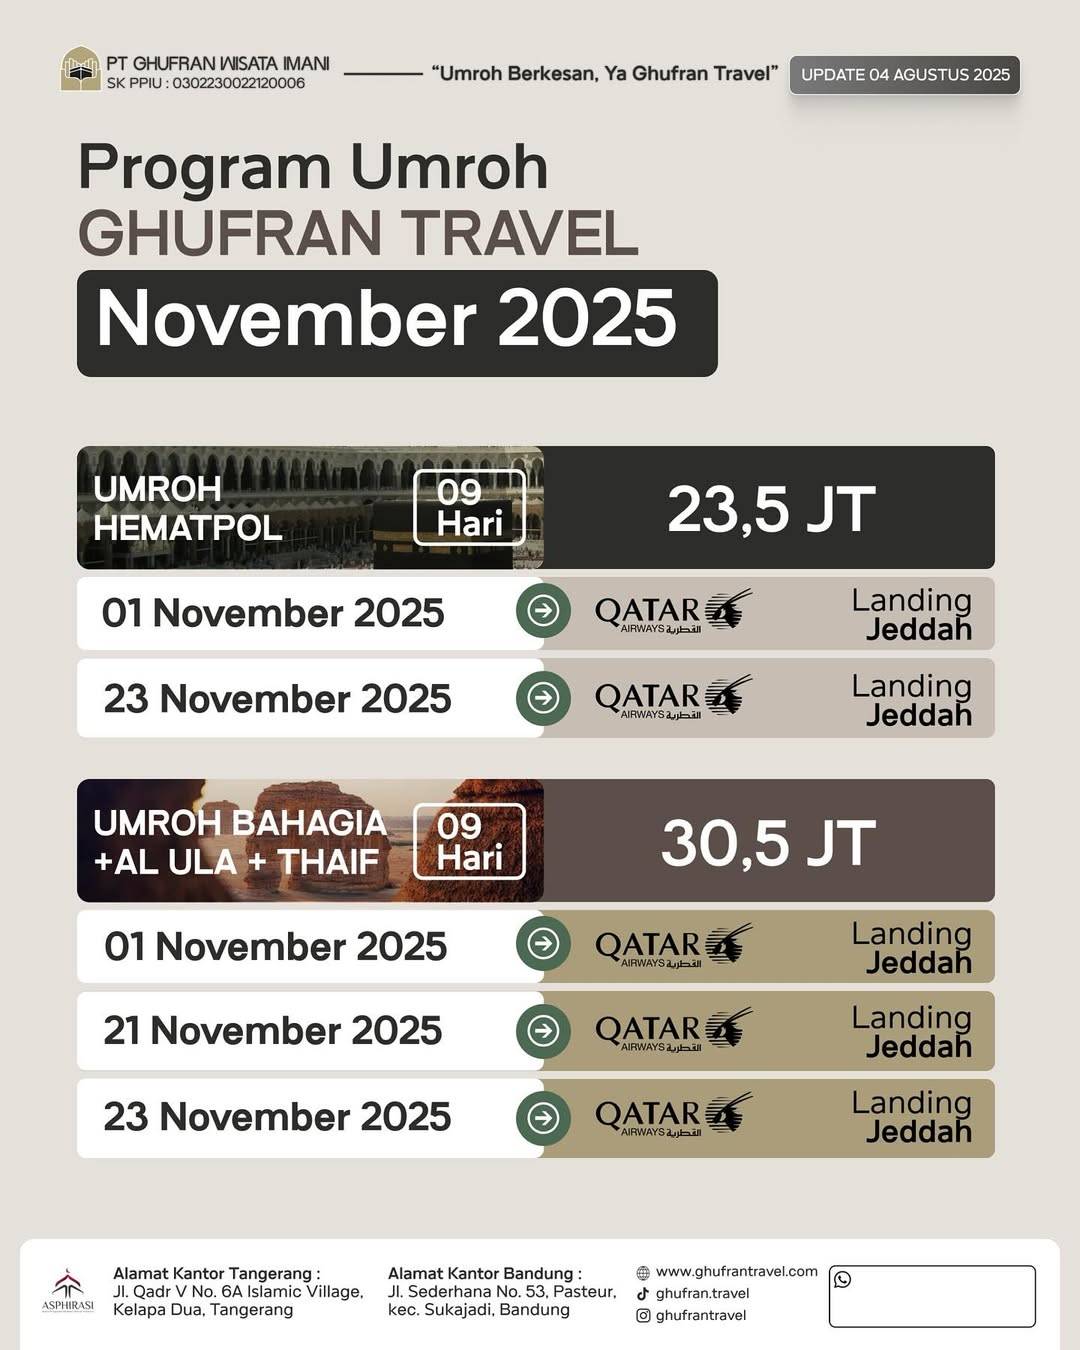 PT GHUFRAN WISATA IMANI
SK PPIU : 0302230022120006
“Umroh Berkesan, Ya Ghufran Travel”
UPDATE 04 AGUSTUS 2025
Program Umroh
GHUFRAN TRAVEL
November 2025
UMROH
HEMATPOL
09
Hari
23,5 JT
01 November 2025
QATAR
AIRWAYS القطرية
Landing
Jeddah
23 November 2025
QATAR
AIRWAYS القطرية
Landing
Jeddah
UMROH BAHAGIA
+AL ULA + THAIF
09
Hari
30,5 JT
01 November 2025
QATAR
AIRWAYS القطرية
Landing
Jeddah
21 November 2025
QATAR
AIRWAYS القطرية
Landing
Jeddah
23 November 2025
QATAR
AIRWAYS القطرية
Landing
Jeddah
ASPHIRASI
Alamat Kantor Tangerang :
Jl. Qadr V No. 6A Islamic Village,
Kelapa Dua, Tangerang
Alamat Kantor Bandung :
Jl. Sederhana No. 53, Pasteur,
kec. Sukajadi, Bandung
www.ghufrantravel.com
ghufran.travel
ghufrantravel